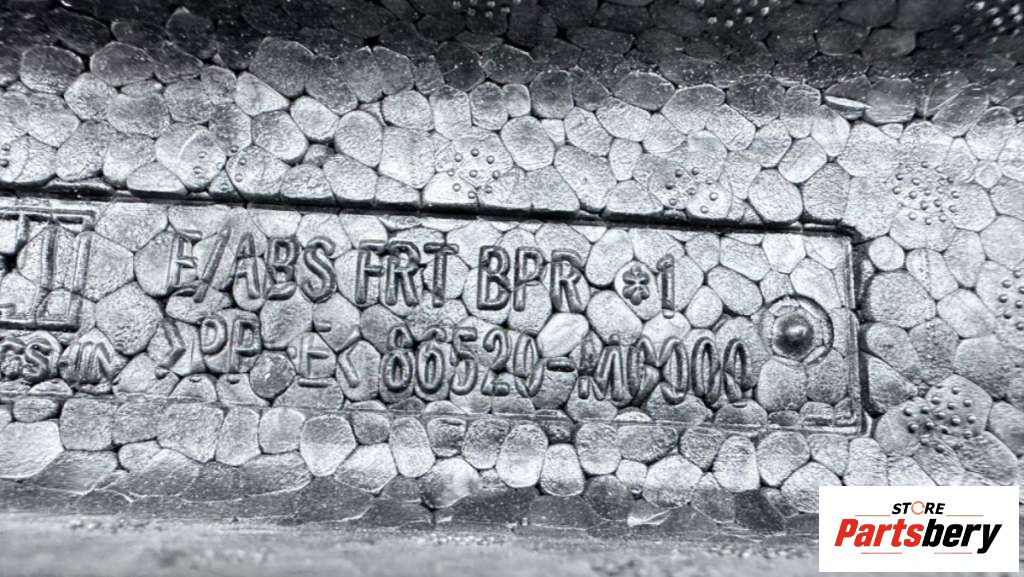 E/ABS FRT BPR *1
>PP-E< 86520-M0000
STORE
Partsbery